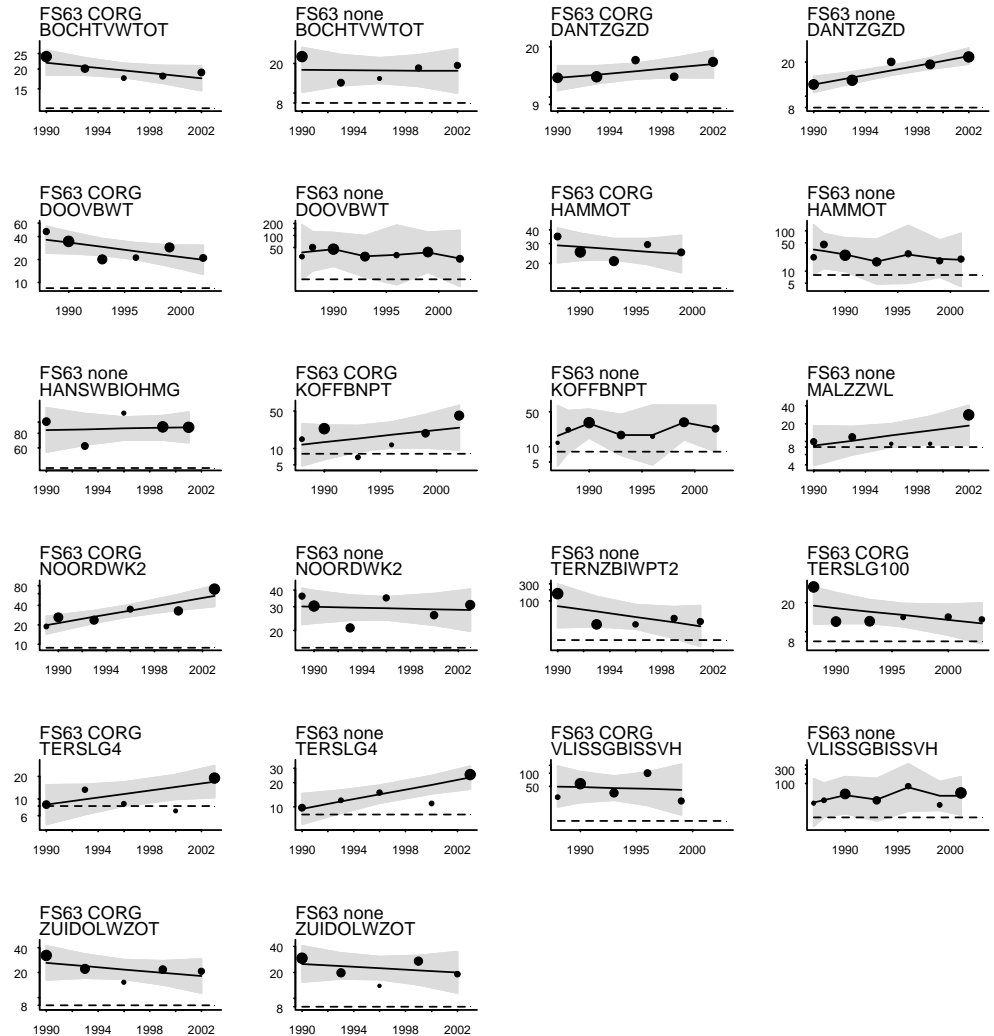 FS63 CORG
BOCHTVWTOT
25
20
15
1990 1994 1998 2002
FS63 none
BOCHTVWTOT
20
8
1990 1994 1998 2002
FS63 CORG
DANTZGZD
20
9
1990 1994 1998 2002
FS63 none
DANTZGZD
20
8
1990 1994 1998 2002
FS63 CORG
DOOVBWT
60
40
20
10
1990 1995 2000
FS63 none
DOOVBWT
200
100
50
1990 1995 2000
FS63 CORG
HAMMOT
40
30
20
1990 1995 2000
FS63 none
HAMMOT
100
50
10
5
1990 1995 2000
FS63 none
HANSWBIOHMG
80
60
1990 1994 1998 2002
FS63 CORG
KOFFBNPT
50
10
5
1990 1995 2000
FS63 none
KOFFBNPT
50
10
5
1990 1995 2000
FS63 none
MALZZWL
40
20
8
4
1990 1994 1998 2002
FS63 CORG
NOORDWK2
80
40
20
10
1990 1995 2000
FS63 none
NOORDWK2
40
30
20
1990 1995 2000
FS63 none
TERNZBIWPT2
300
100
1990 1994 1998 2002
FS63 CORG
TERSLG100
20
8
1990 1995 2000
FS63 CORG
TERSLG4
20
10
6
1990 1994 1998 2002
FS63 none
TERSLG4
30
20
10
1990 1994 1998 2002
FS63 CORG
VLISSGBISSVH
100
50
1990 1995 2000
FS63 none
VLISSGBISSVH
300
100
1990 1995 2000
FS63 CORG
ZUIDOLWZOT
40
20
8
1990 1994 1998 2002
FS63 none
ZUIDOLWZOT
40
20
8
1990 1994 1998 2002